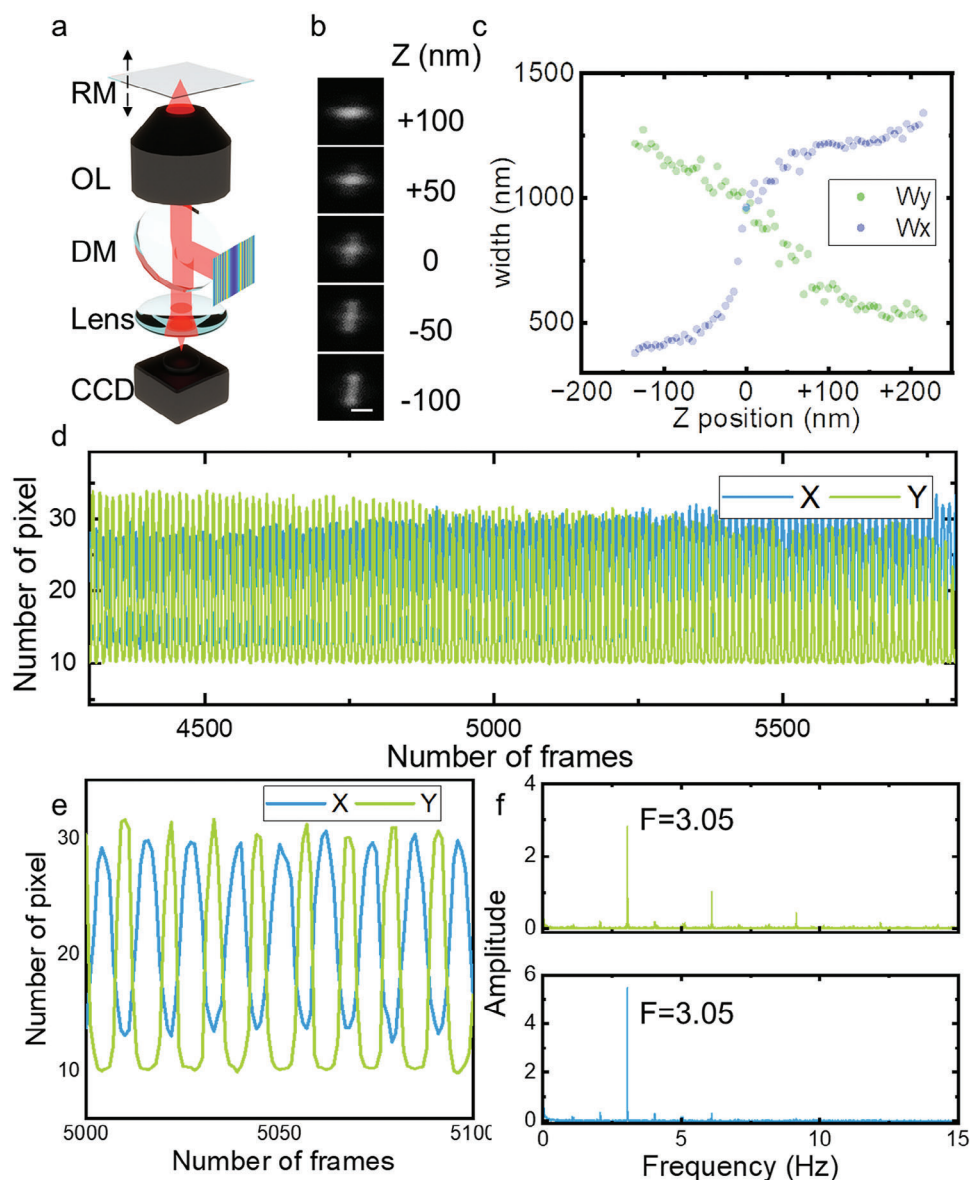 a
RM
OL
DM
Lens
CCD
b
Z (nm)
+100
+50
0
-50
-100
c
1500
1000
500
width (nm)
Wy
Wx
−200
−100
0
+100
+200
Z position (nm)
d
Number of pixel
30
20
10
X
Y
4500
5000
5500
Number of frames
e
Number of pixel
30
20
10
X
Y
5000
5050
5100
Number of frames
f
Amplitude
4
2
0
F=3.05
6
4
2
0
F=3.05
0
5
10
15
Frequency (Hz)